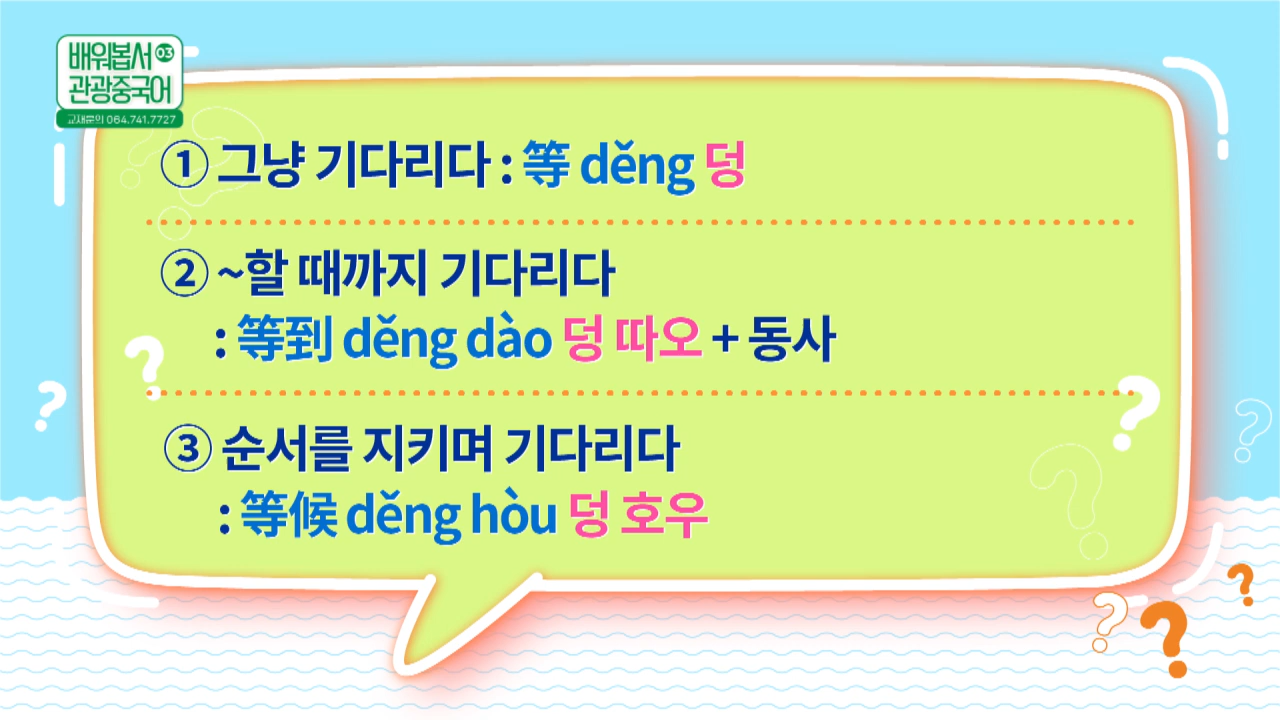 배워봅서 03
관광중국어
교재문의 064.741.7727
① 그냥 기다리다 : 等 děng 덩
② ~할 때까지 기다리다
: 等到 děng dào 덩 따오 + 동사
③ 순서를 지키며 기다리다
: 等候 děng hòu 덩 호우